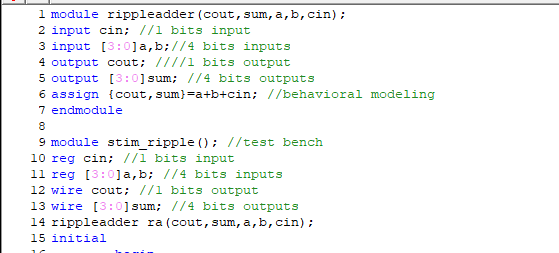 1 module rippleadder(cout,sum,a,b,cin);
2 input cin; //1 bits input
3 input [3:0]a,b;//4 bits inputs
4 output cout; ////1 bits output
5 output [3:0]sum; //4 bits outputs
6 assign {cout,sum}=a+b+cin; //behavioral modeling
7 endmodule
8
9 module stim_ripple(); //test bench
10 reg cin; //1 bits input
11 reg [3:0]a,b; //4 bits inputs
12 wire cout; //1 bits output
13 wire [3:0]sum; //4 bits outputs
14 rippleadder ra(cout,sum,a,b,cin);
15 initial
16 begin